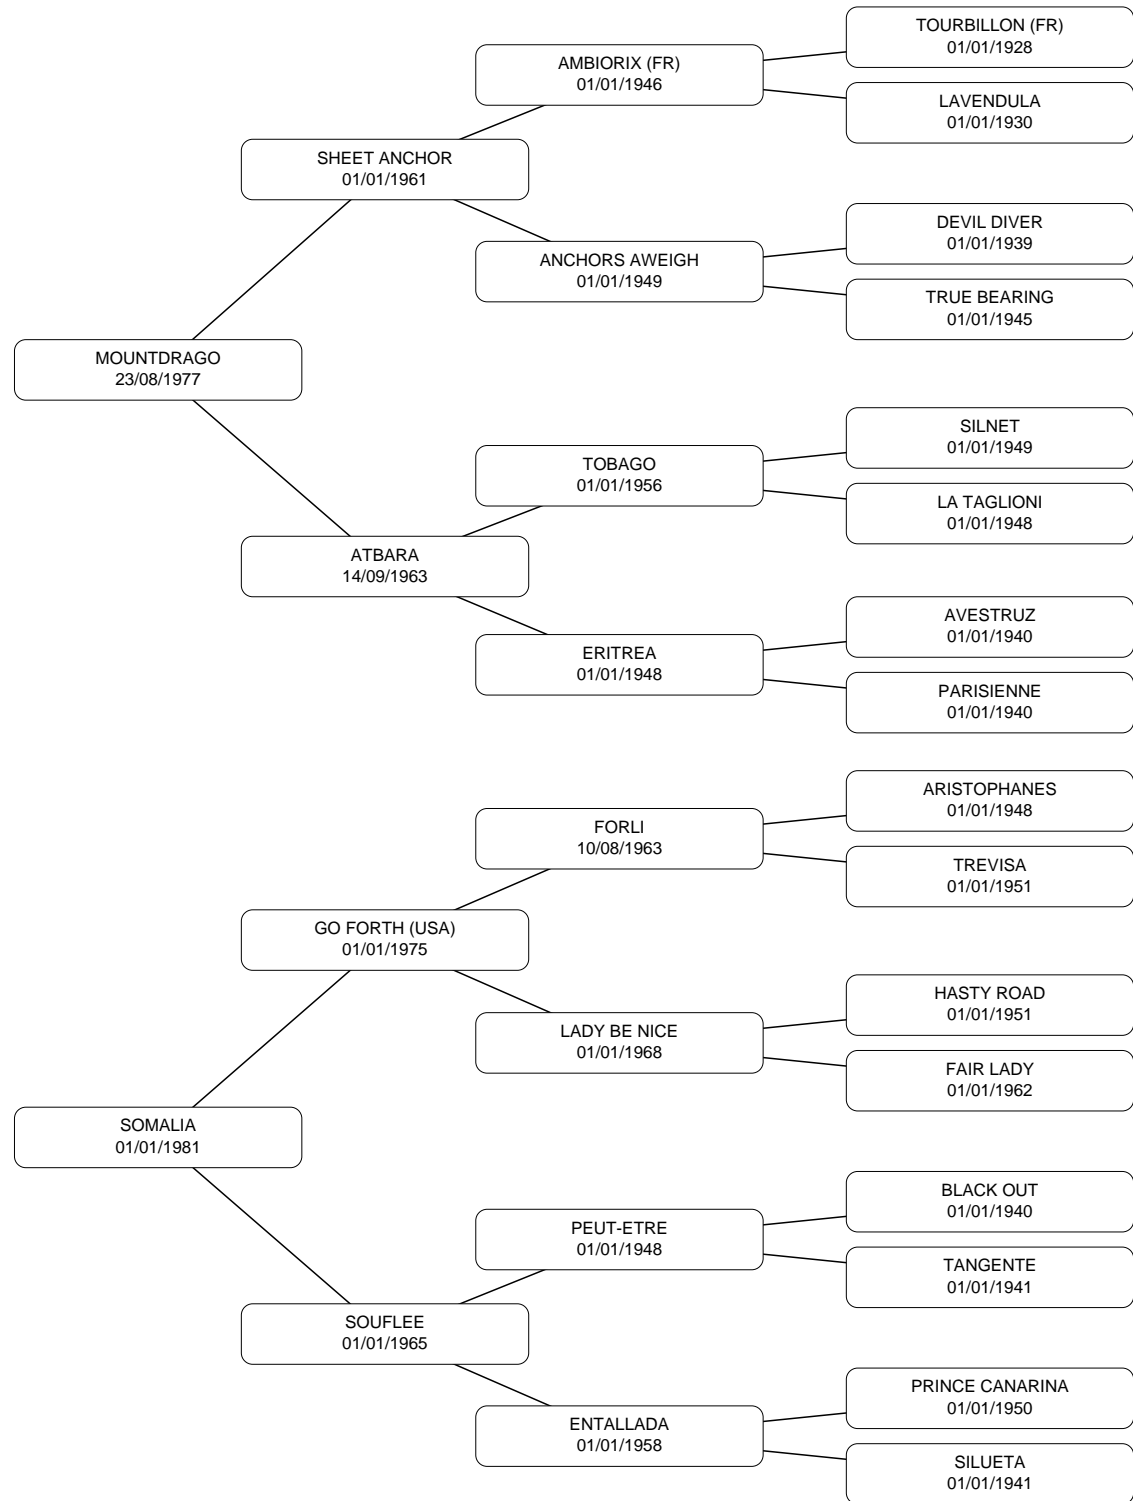 TOURBILLON (FR)
01/01/1928
AMBIORIX (FR)
01/01/1946
LAVENDULA
01/01/1930
SHEET ANCHOR
01/01/1961
DEVIL DIVER
01/01/1939
ANCHORS AWEIGH
01/01/1949
TRUE BEARING
01/01/1945
MOUNTDRAGO
23/08/1977
SILNET
01/01/1949
TOBAGO
01/01/1956
LA TAGLIONI
01/01/1948
ATBARA
14/09/1963
AVESTRUZ
01/01/1940
ERITREA
01/01/1948
PARISIENNE
01/01/1940
ARISTOPHANES
01/01/1948
FORLI
10/08/1963
TREVISA
01/01/1951
GO FORTH (USA)
01/01/1975
HASTY ROAD
01/01/1951
LADY BE NICE
01/01/1968
FAIR LADY
01/01/1962
SOMALIA
01/01/1981
BLACK OUT
01/01/1940
PEUT-ETRE
01/01/1948
TANGENTE
01/01/1941
SOUFLEE
01/01/1965
PRINCE CANARINA
01/01/1950
ENTALLADA
01/01/1958
SILUETA
01/01/1941